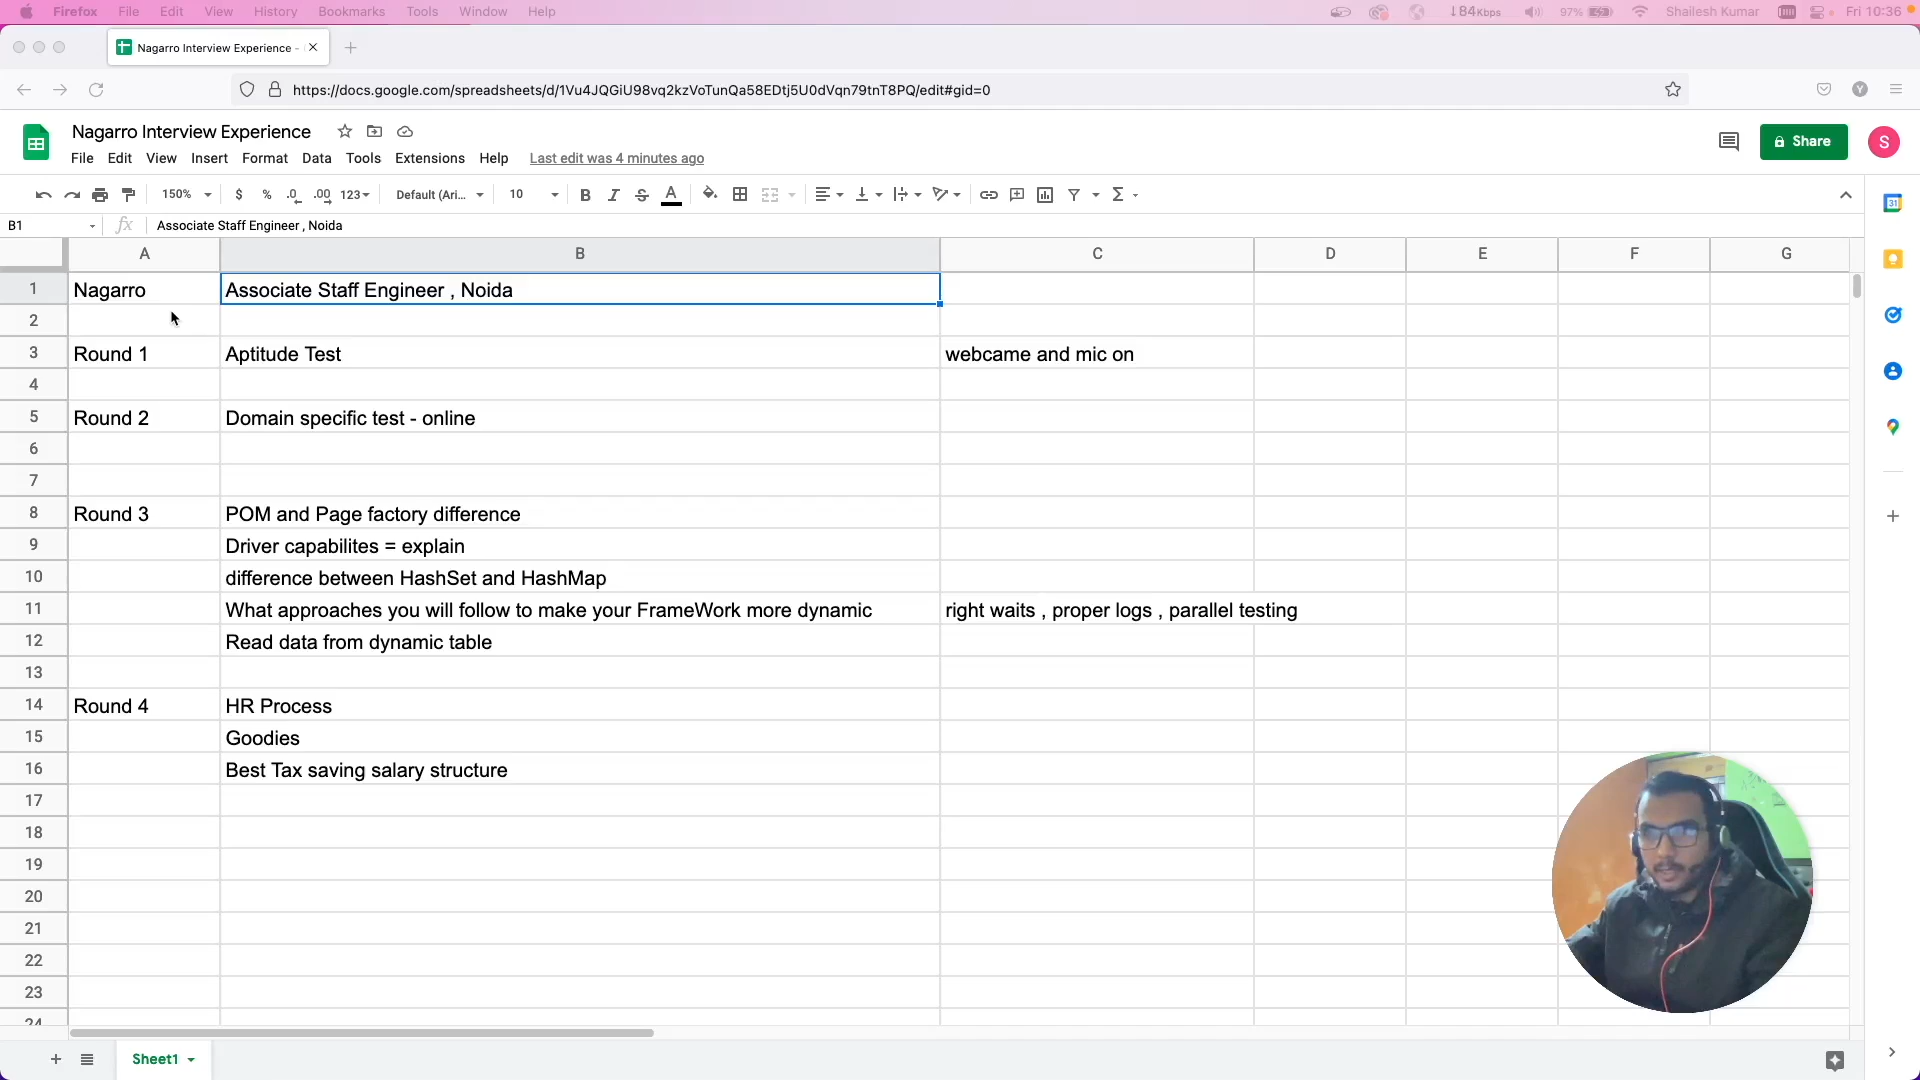 Firefox File Edit View History Bookmarks Tools Window Help ↓84Kbps 97% Shailesh Kumar Fri 10:36
Nagarro Interview Experience -
https://docs.google.com/spreadsheets/d/1Vu4JQGiU98vq2kzVoTunQa58EDtj5U0dVqn79tnT8PQ/edit#gid=0
Nagarro Interview Experience
Share
S
File Edit View Insert Format Data Tools Extensions Help Last edit was 4 minutes ago
150% $ % .0 .00 123 Default (Ari... 10 B I S A Σ
31
B1 fx Associate Staff Engineer , Noida
A B C D E F G
1 Nagarro Associate Staff Engineer , Noida
2
3 Round 1 Aptitude Test webcame and mic on
4
5 Round 2 Domain specific test - online
6
7
8 Round 3 POM and Page factory difference
9 Driver capabilites = explain
10 difference between HashSet and HashMap
11 What approaches you will follow to make your FrameWork more dynamic right waits , proper logs , parallel testing
12 Read data from dynamic table
13
14 Round 4 HR Process
15 Goodies
16 Best Tax saving salary structure
17
18
19
20
21
22
23
24
Sheet1